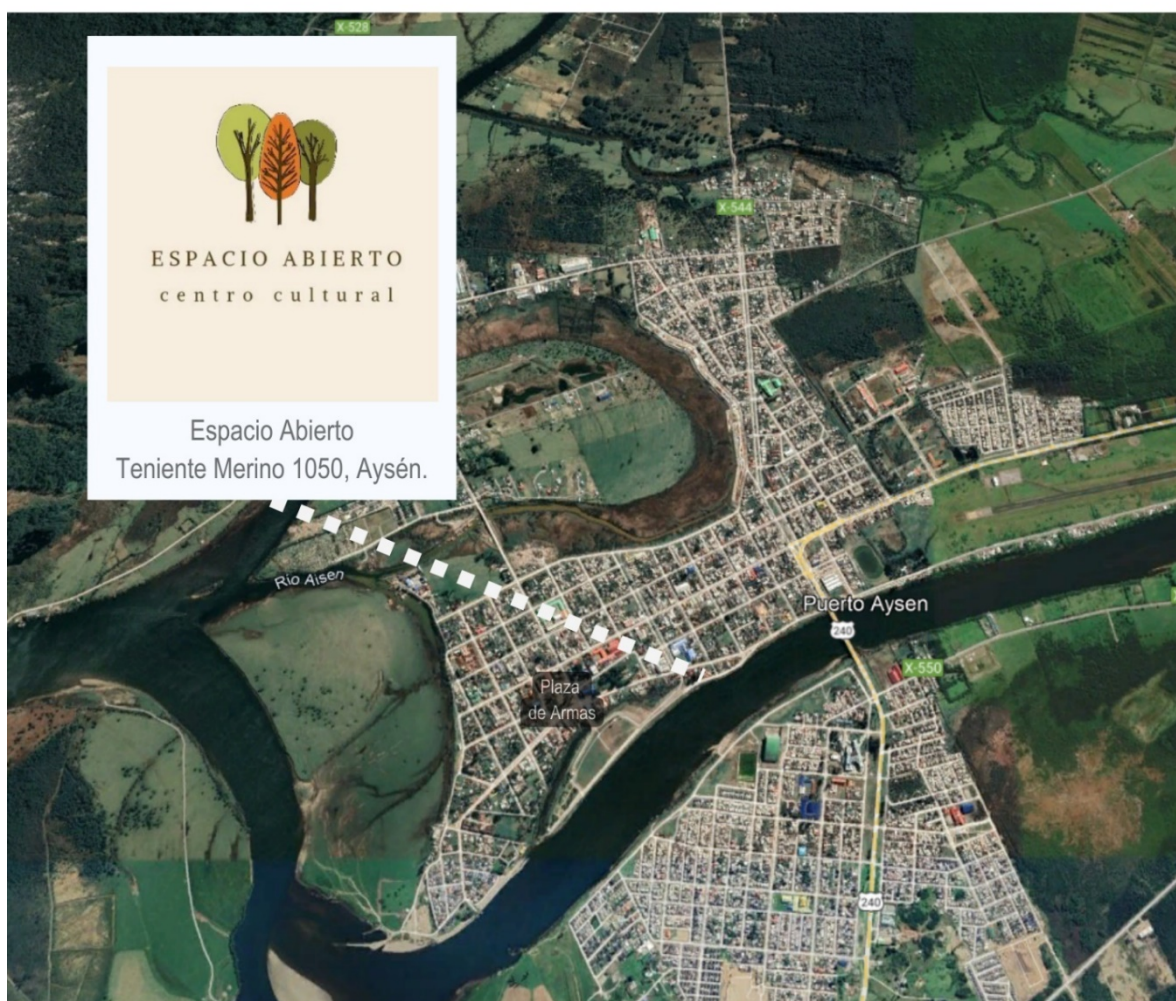 X-528
ESPACIO ABIERTO
centro cultural
Espacio Abierto
Teniente Merino 1050, Aysén.
X-544
Río Aisen
Puerto Aysen
240
X-550
Plaza
de Armas
240